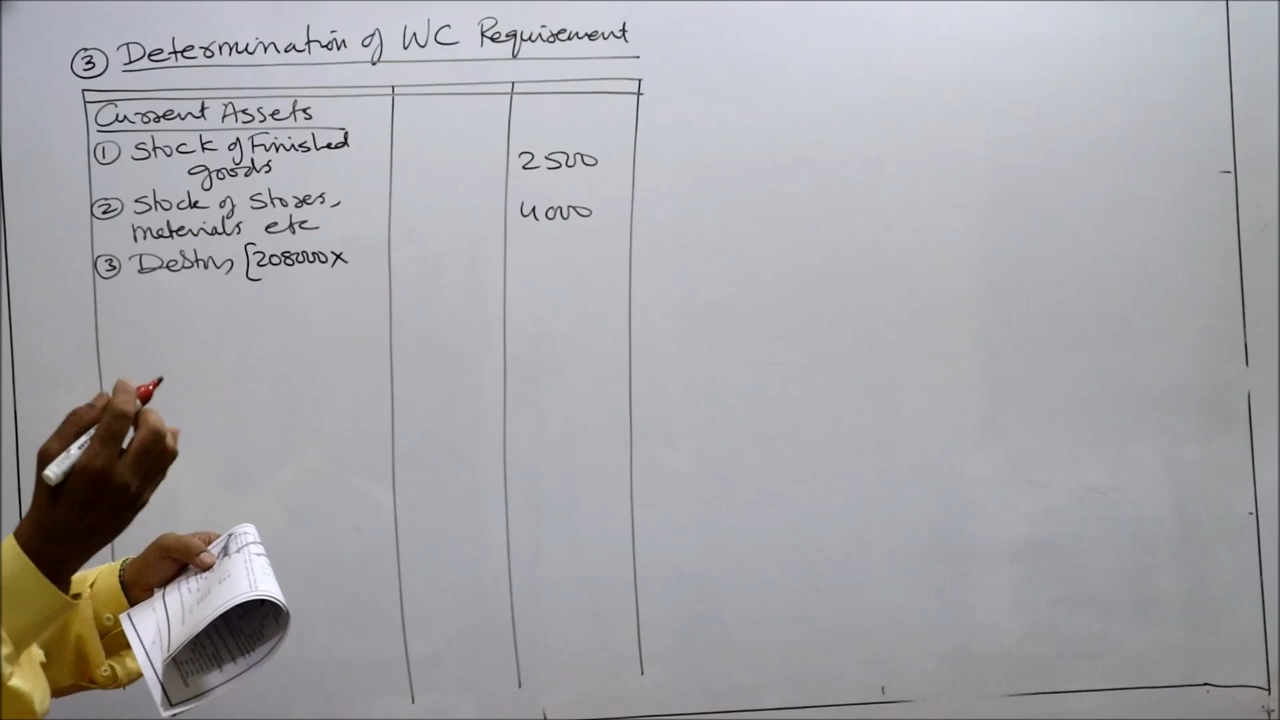 ③ Determination of WC Requirement
Current Assets
① Stock of Finished
goods
2500
② Stock of Stores,
materials etc
4000
③ Debtors [208000x